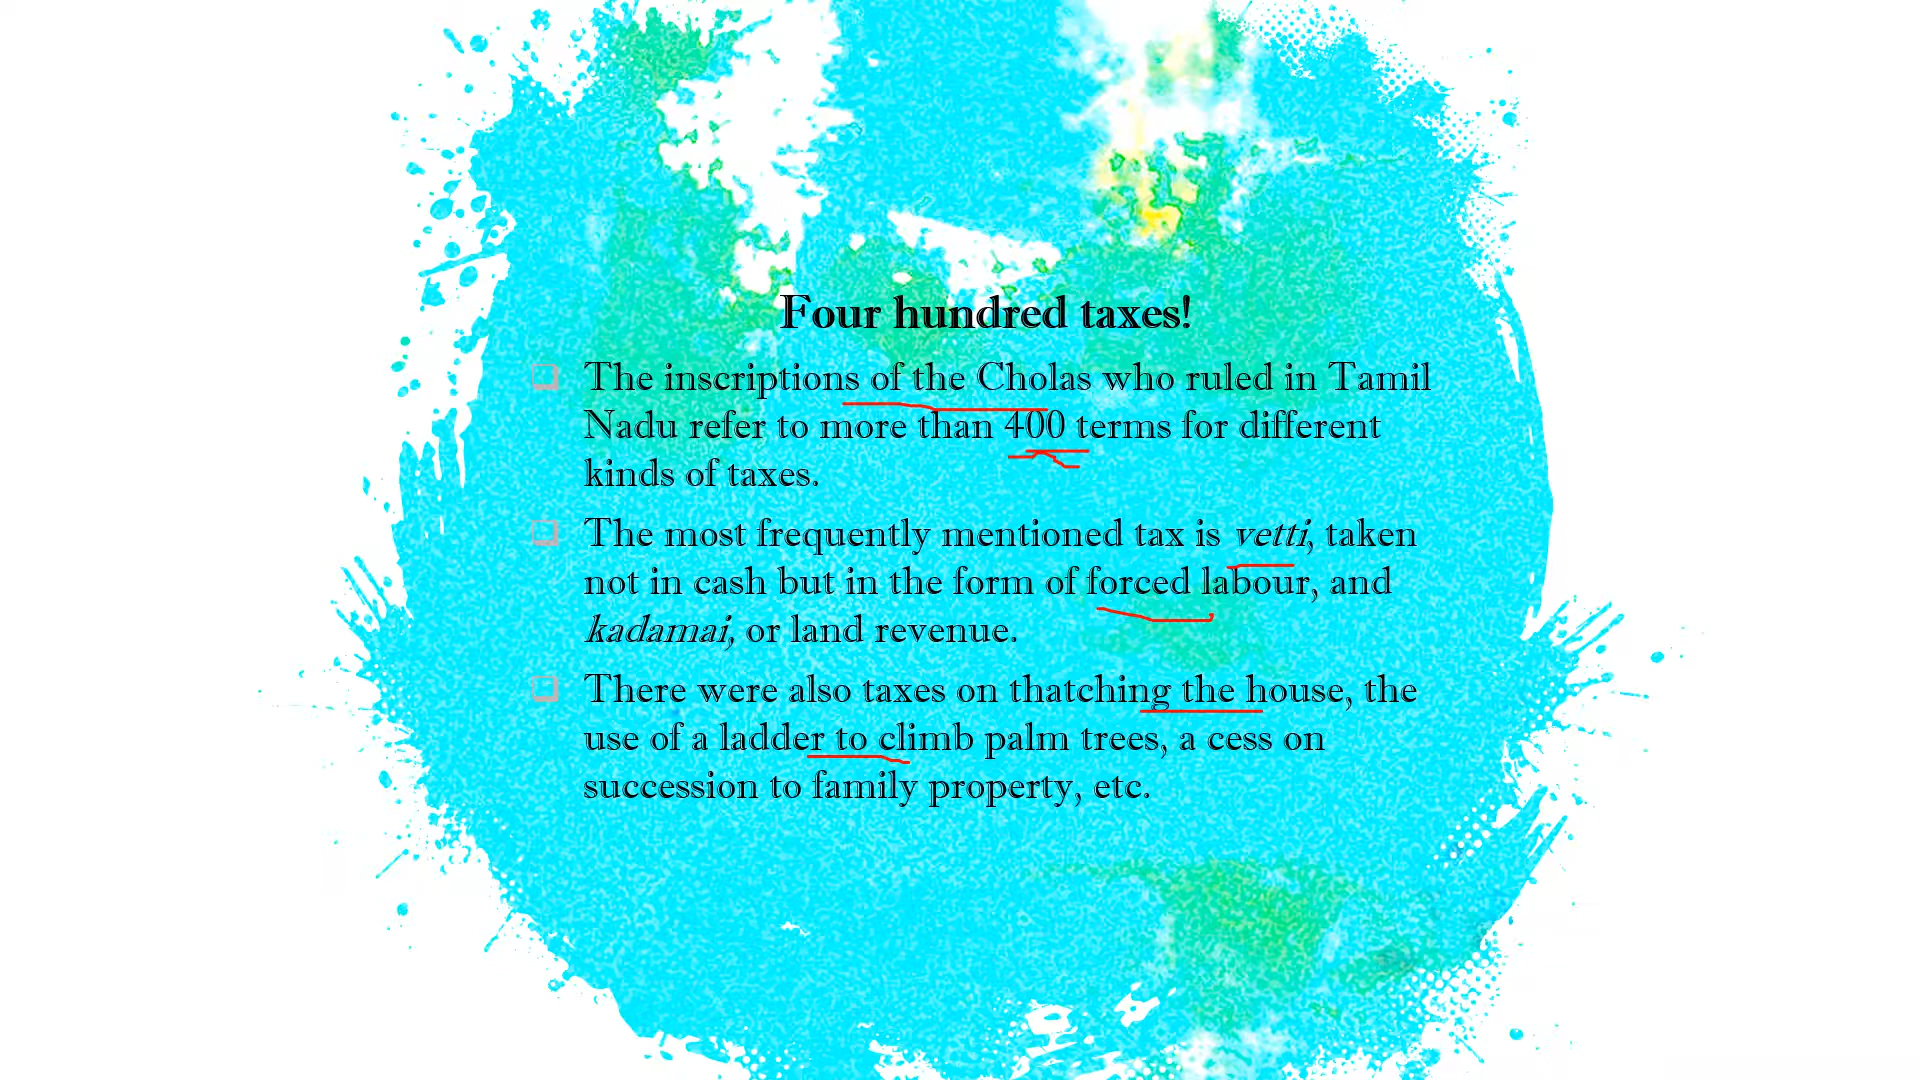 Four hundred taxes!
The inscriptions of the Cholas who ruled in Tamil
Nadu refer to more than 400 terms for different
kinds of taxes.
The most frequently mentioned tax is vetti, taken
not in cash but in the form of forced labour, and
kadamai, or land revenue.
There were also taxes on thatching the house, the
use of a ladder to climb palm trees, a cess on
succession to family property, etc.